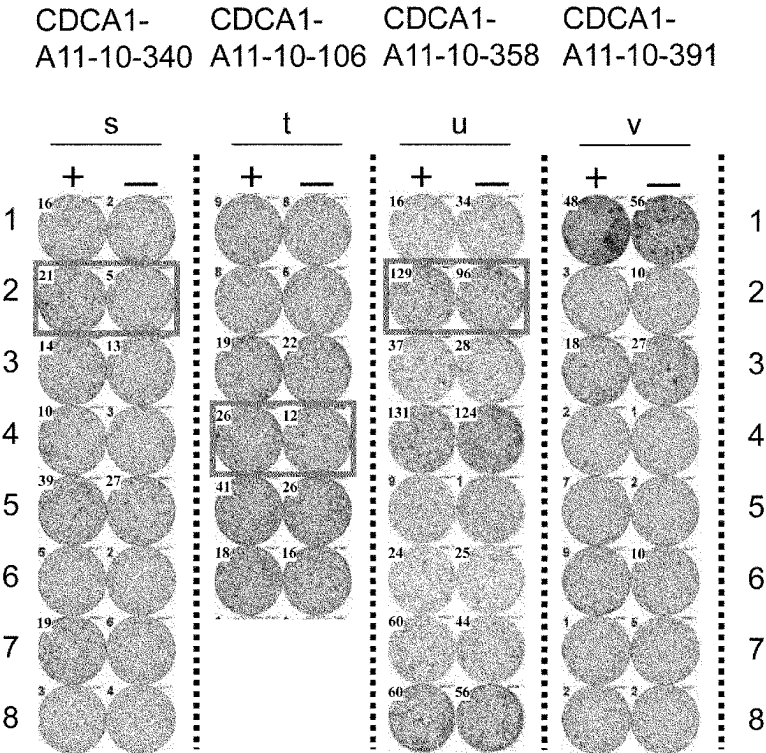 CDCA1- CDCA1- CDCA1- CDCA1-
A11-10-340 A11-10-106 A11-10-358 A11-10-391
s t u v
+ — + — + — + —
1 16 2 9 8 16 34 48 56 1
2 21 5 8 6 129 96 3 10 2
3 14 13 19 22 37 28 18 27 3
4 10 3 26 12 131 124 2 1 4
5 39 27 41 26 9 1 7 2 5
6 5 2 18 16 24 25 9 10 6
7 19 6 60 44 1 5 7
8 3 4 60 56 2 2 8